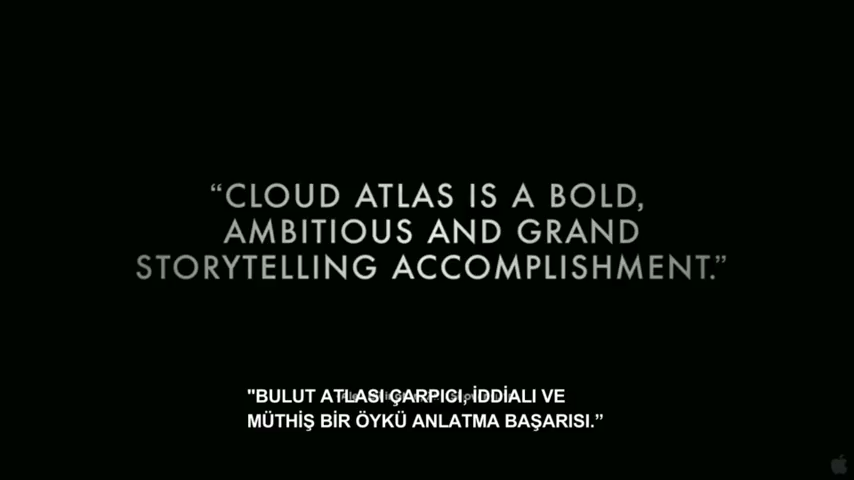 “CLOUD ATLAS IS A BOLD,
AMBITIOUS AND GRAND
STORYTELLING ACCOMPLISHMENT.”
"BULUT ATLASI ÇARPICI, İDDİALI VE
MÜTHİŞ BİR ÖYKÜ ANLATMA BAŞARISI.”